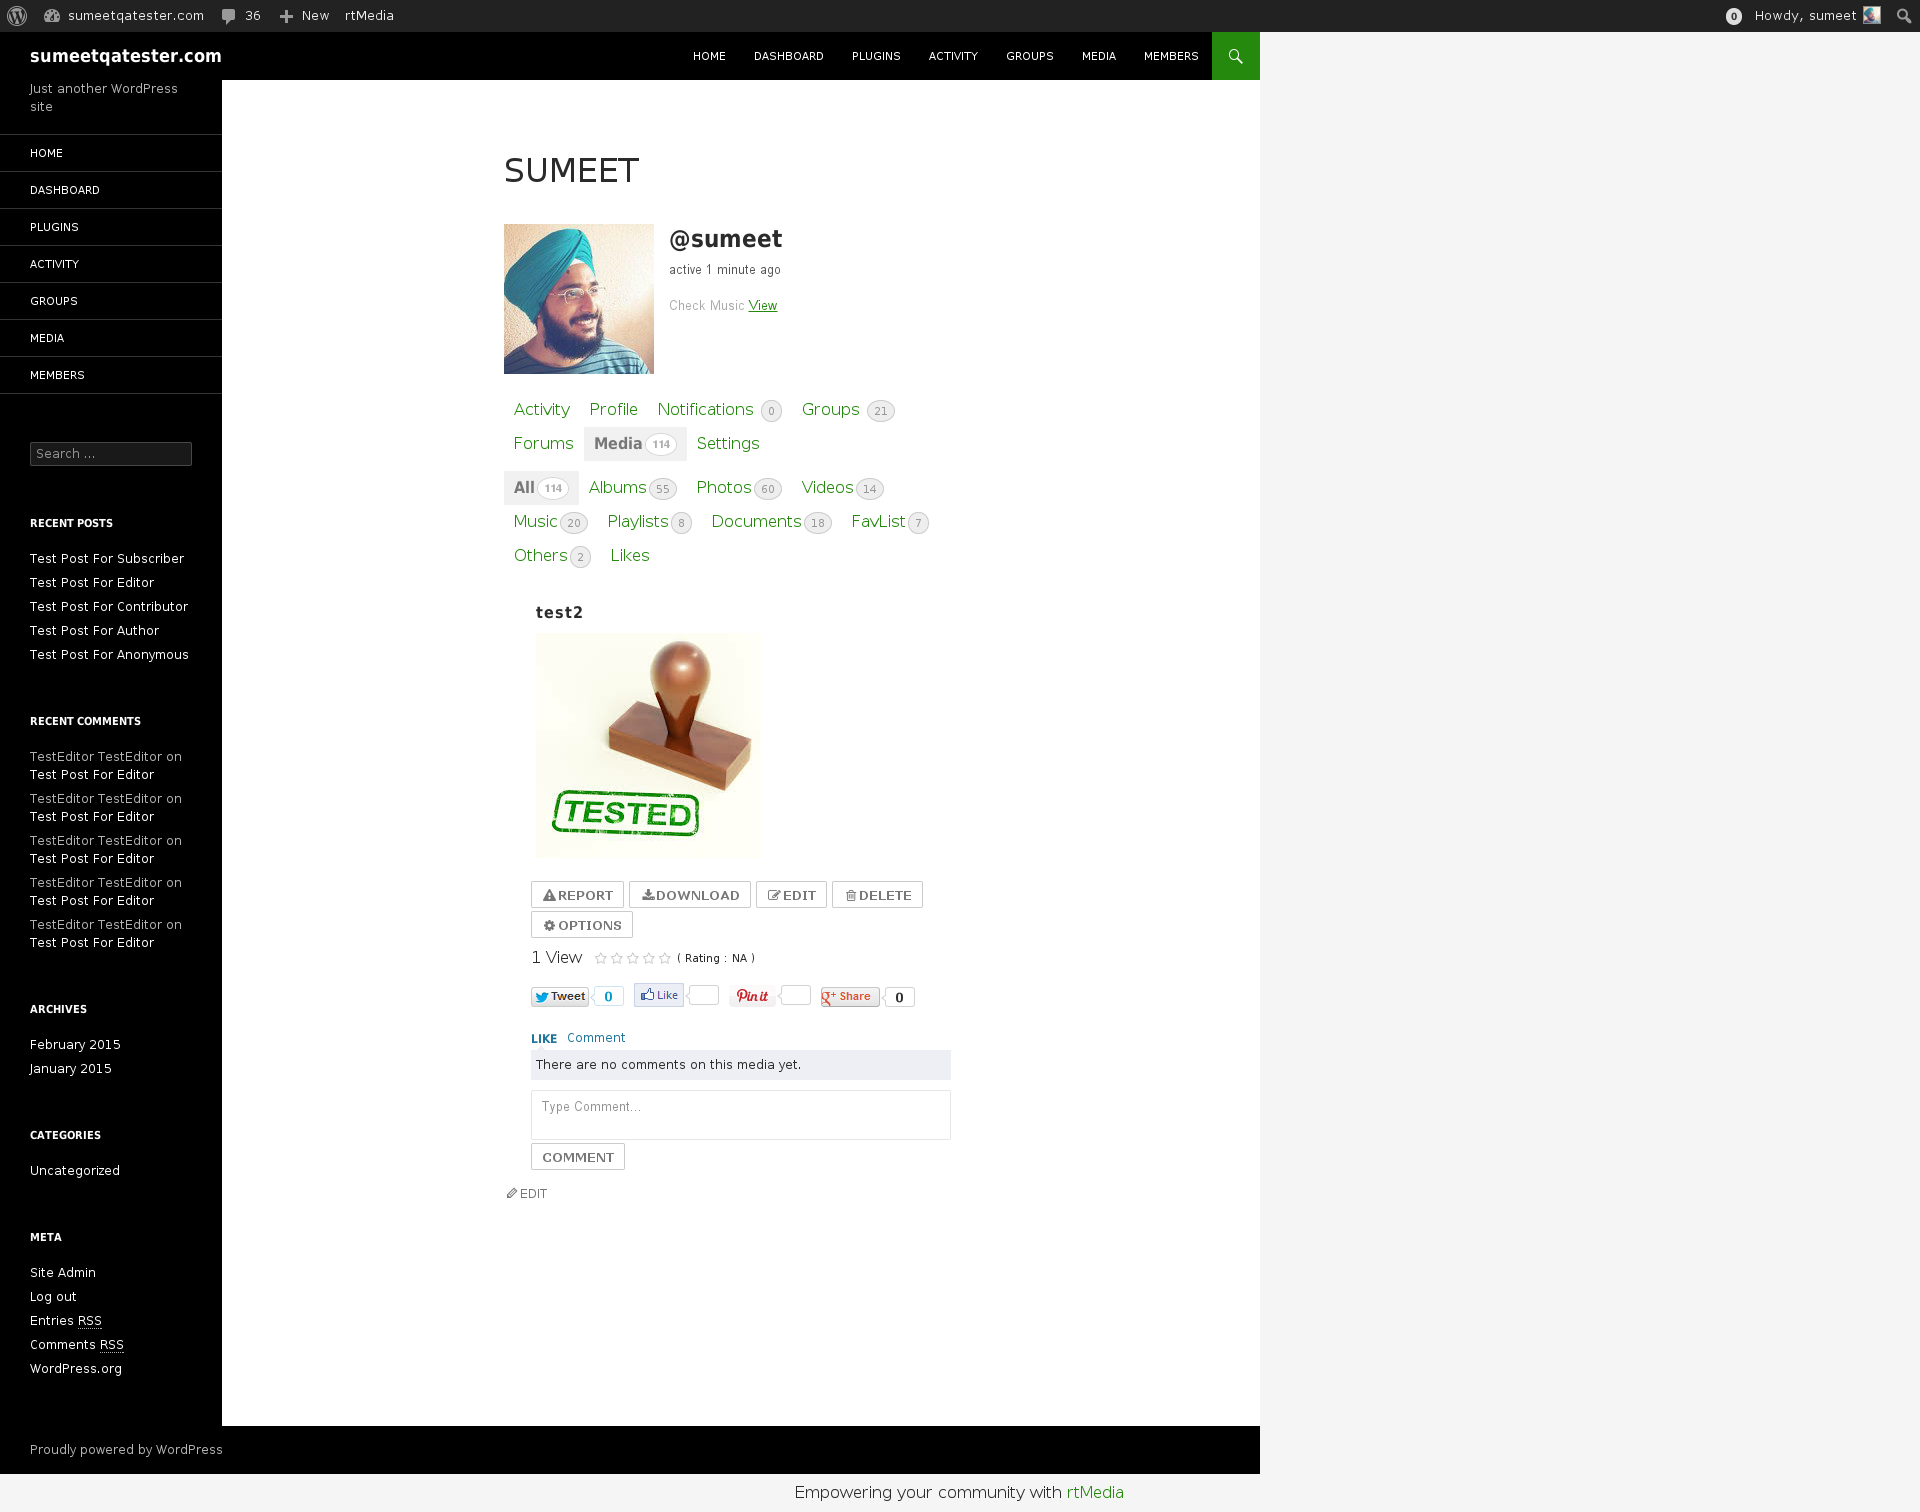 sumeetqatester.com 36 New rtMedia 0 Howdy, sumeet
sumeetqatester.com HOME DASHBOARD PLUGINS ACTIVITY GROUPS MEDIA MEMBERS
Just another WordPress
site
HOME
DASHBOARD
PLUGINS
ACTIVITY
GROUPS
MEDIA
MEMBERS
Search ...
RECENT POSTS
Test Post For Subscriber
Test Post For Editor
Test Post For Contributor
Test Post For Author
Test Post For Anonymous
RECENT COMMENTS
TestEditor TestEditor on
Test Post For Editor
TestEditor TestEditor on
Test Post For Editor
TestEditor TestEditor on
Test Post For Editor
TestEditor TestEditor on
Test Post For Editor
TestEditor TestEditor on
Test Post For Editor
ARCHIVES
February 2015
January 2015
CATEGORIES
Uncategorized
META
Site Admin
Log out
Entries RSS
Comments RSS
WordPress.org
SUMEET
@sumeet
active 1 minute ago
Check Music View
Activity Profile Notifications 0 Groups 21
Forums Media 114 Settings
All 114 Albums 55 Photos 60 Videos 14
Music 20 Playlists 8 Documents 18 FavList 7
Others 2 Likes
test2
TESTED
REPORT DOWNLOAD EDIT DELETE
OPTIONS
1 View ( Rating : NA )
Tweet 0 Like Pin it g+ Share 0
LIKE Comment
There are no comments on this media yet.
Type Comment...
COMMENT
EDIT
Proudly powered by WordPress
Empowering your community with rtMedia